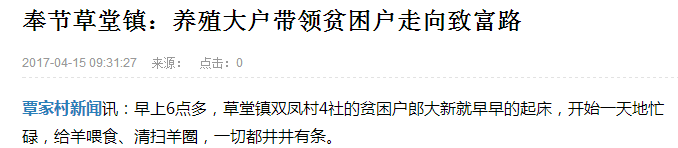 奉节草堂镇：养殖大户带领贫困户走向致富路
2017-04-15 09:31:27 来源： 点击：0
覃家村新闻讯：早上6点多，草堂镇双凤村4社的贫困户郎大新就早早的起床，开始一天地忙
碌，给羊喂食、清扫羊圈，一切都井井有条。